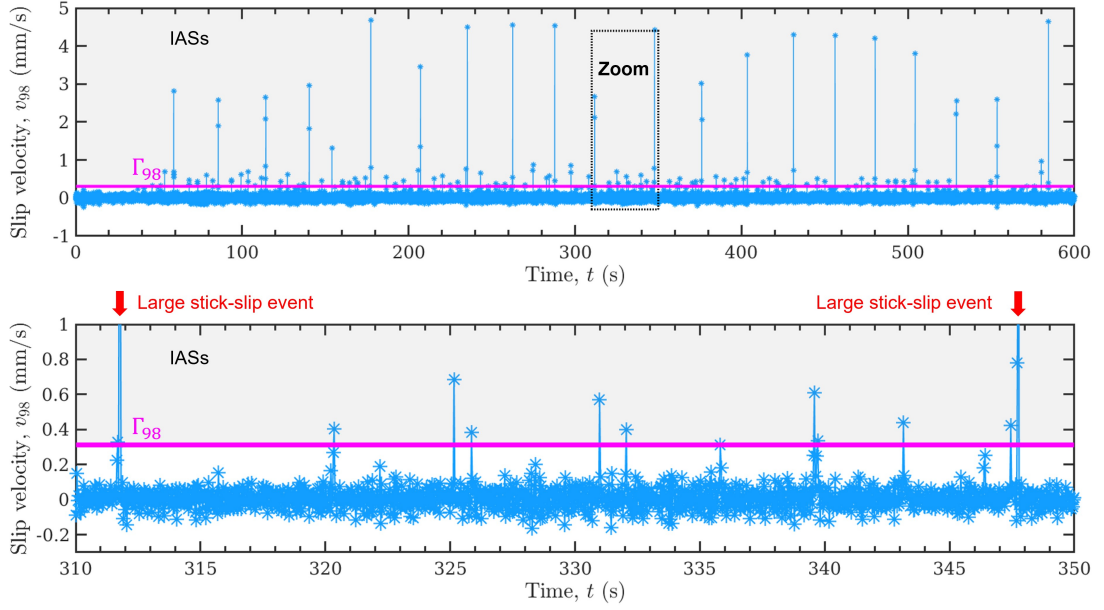 5
4
3
2
1
0
-1
Slip velocity, v₉₈ (mm/s)
IASs
Zoom
Γ₉₈
0 100 200 300 400 500 600
Time, t (s)
Large stick-slip event Large stick-slip event
1
0.8
0.6
0.4
0.2
0
-0.2
Slip velocity, v₉₈ (mm/s)
IASs
Γ₉₈
310 315 320 325 330 335 340 345 350
Time, t (s)